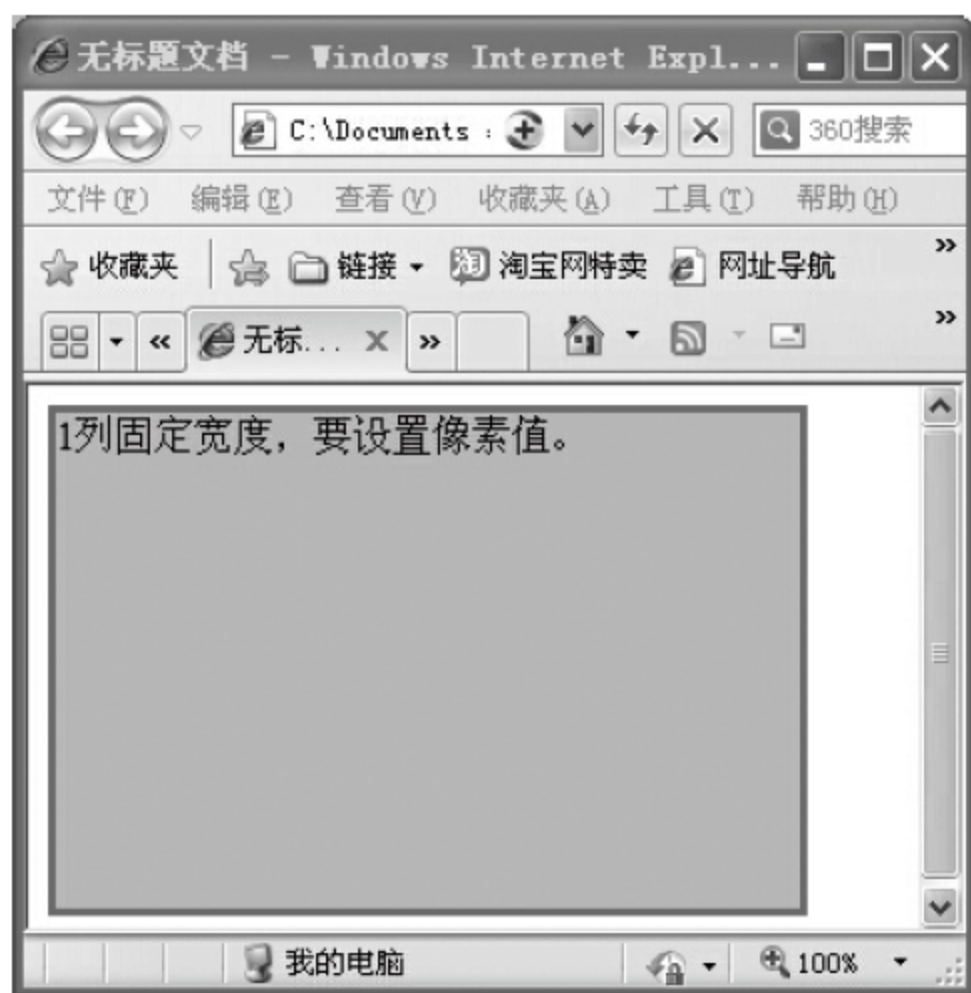 无标题文档 - Windows Internet Expl...
C:\Documents : 360搜索
文件(F) 编辑(E) 查看(V) 收藏夹(A) 工具(T) 帮助(H)
收藏夹 链接 淘 淘宝网特卖 网址导航 »
« 无标... X » »
1列固定宽度，要设置像素值。
我的电脑 100%